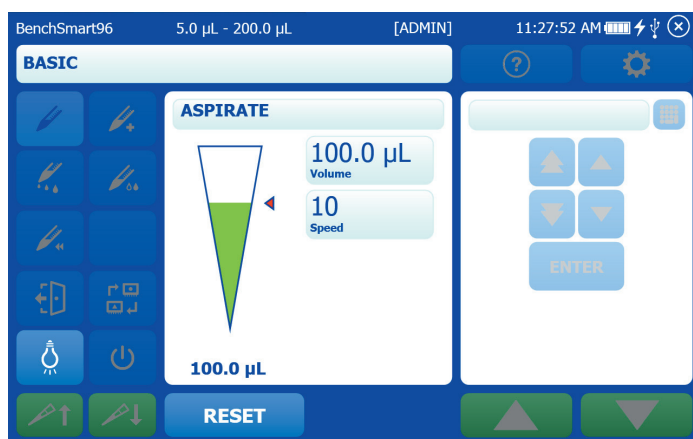 BenchSmart96 5.0 µL - 200.0 µL [ADMIN] 11:27:52 AM
BASIC
?
ASPIRATE
100.0 µL
Volume
10
Speed
ENTER
100.0 µL
RESET